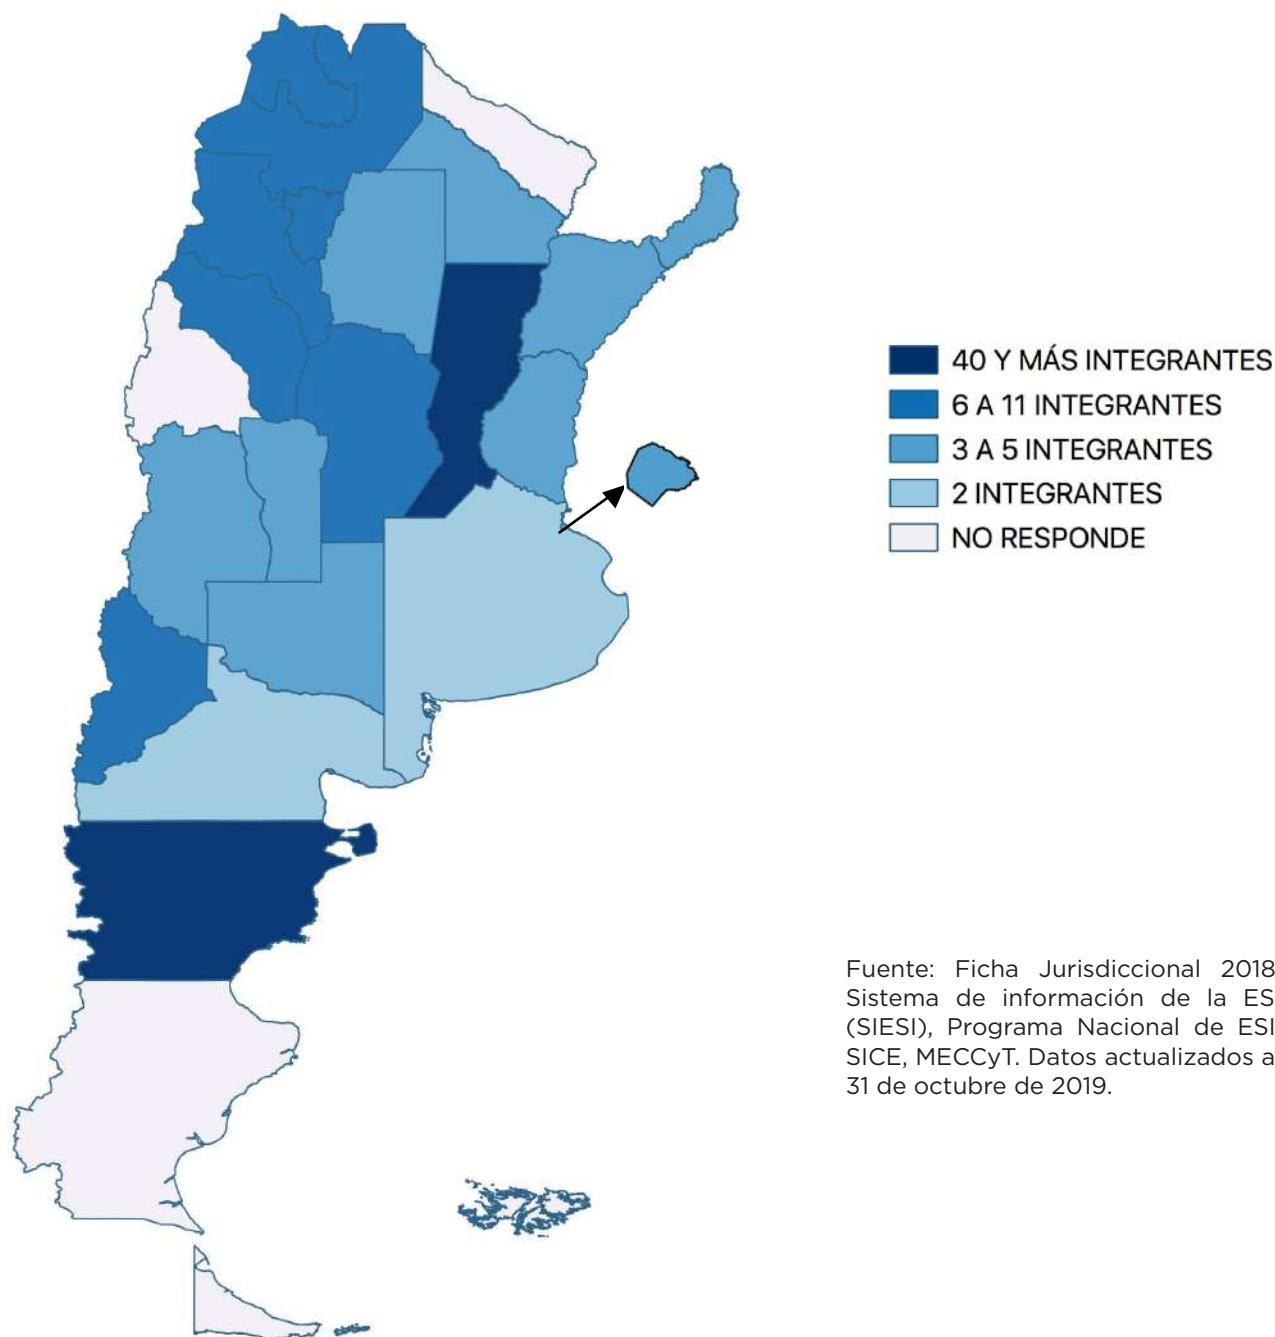 40 Y MÁS INTEGRANTES
6 A 11 INTEGRANTES
3 A 5 INTEGRANTES
2 INTEGRANTES
NO RESPONDE
Fuente: Ficha Jurisdiccional 2018
Sistema de información de la ES
(SIESI), Programa Nacional de ESI
SICE, MECCyT. Datos actualizados a
31 de octubre de 2019.